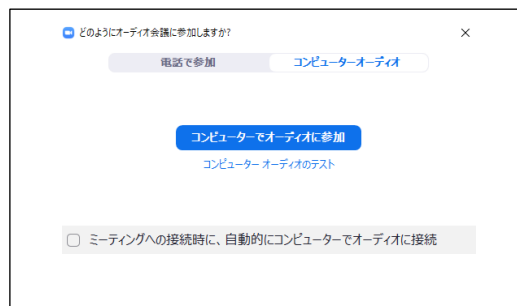 どのようにオーディオ会議に参加しますか?
電話で参加 コンピューターオーディオ
コンピューターでオーディオに参加
コンピューター オーディオのテスト
ミーティングへの接続時に、自動的にコンピューターでオーディオに接続